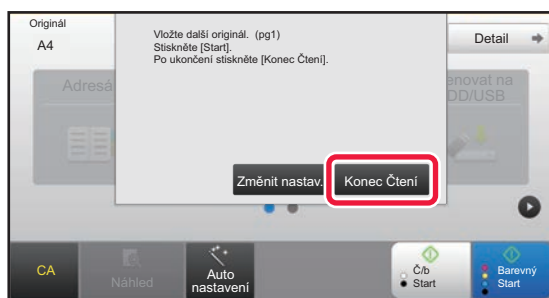 Originál
A4
Vložte další originál. (pg1)
Stiskněte [Start].
Po ukončení stiskněte [Konec Čtení].
Detail
Adresá
enovat na
DD/USB
Změnit nastav.
Konec Čtení
CA
Náhled
Auto
nastavení
Č/b
Start
Barevný
Start